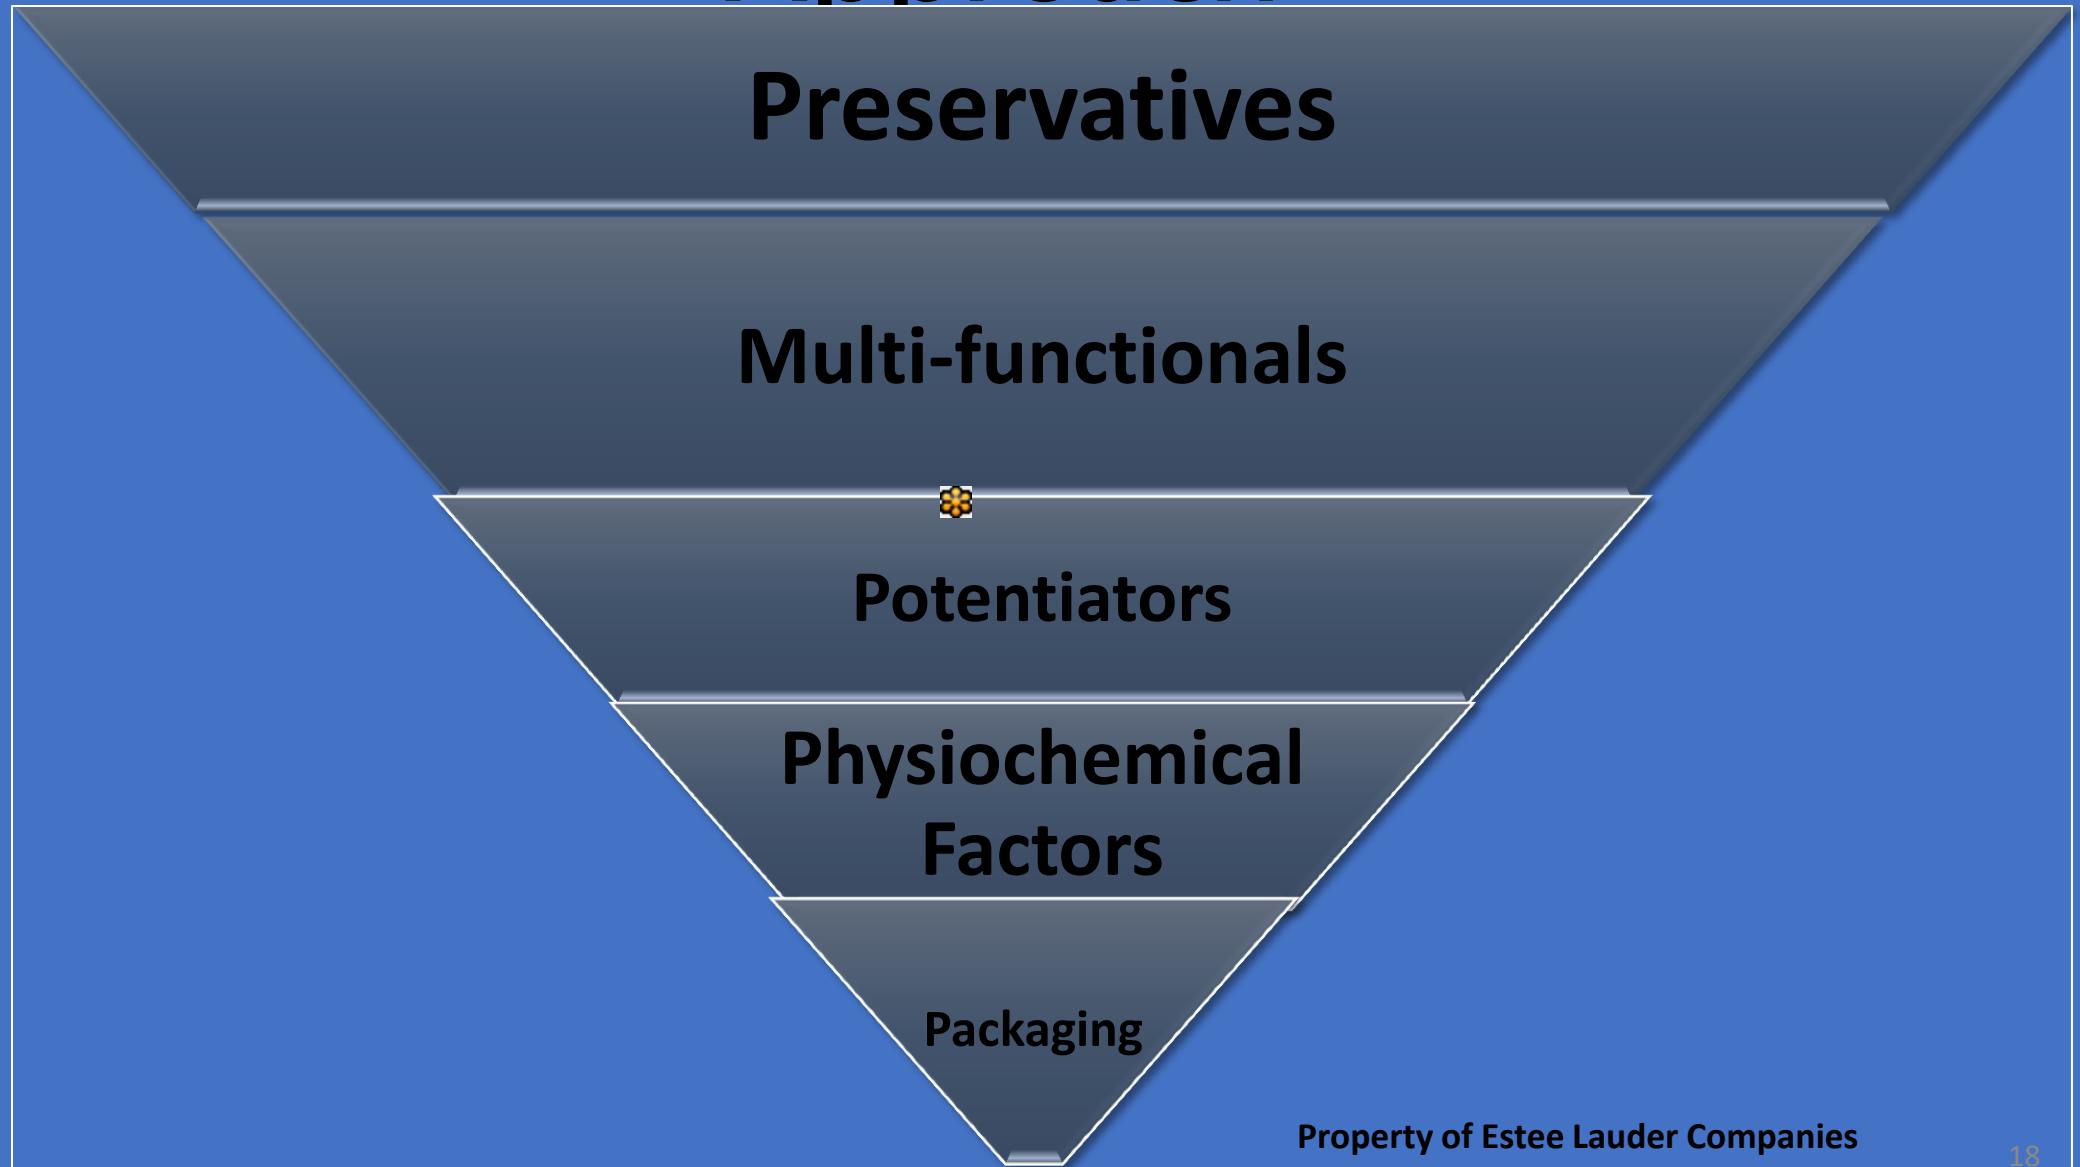 Preservatives
Multi-functionals
Potentiators
Physiochemical
Factors
Packaging
Property of Estee Lauder Companies
18